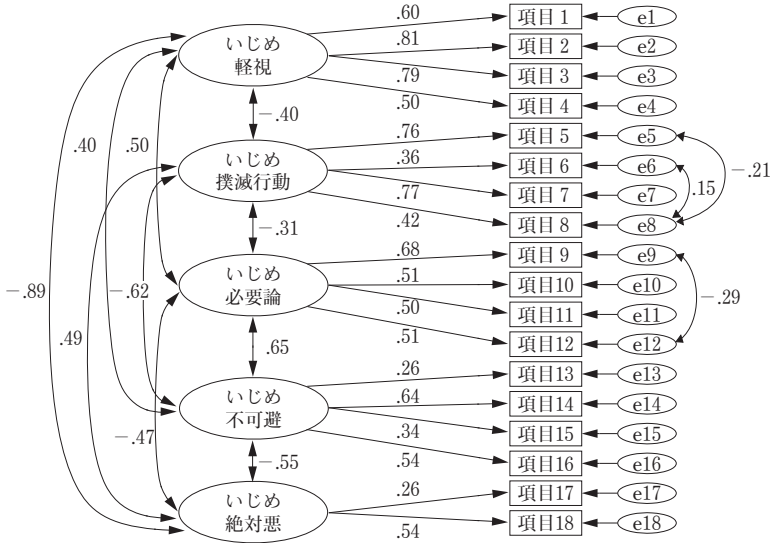 .60
項目1
e1
いじめ
軽視
.81
項目2
e2
.79
項目3
e3
.50
項目4
e4
－.40
.40
.50
.76
項目5
e5
いじめ
撲滅行動
.36
項目6
e6
.77
項目7
e7
.42
項目8
e8
－.21
.15
－.31
.68
項目9
e9
いじめ
必要論
.51
項目10
e10
.50
項目11
e11
.51
項目12
e12
－.29
－.89
－.62
.49
.65
.26
項目13
e13
いじめ
不可避
.64
項目14
e14
.34
項目15
e15
.54
項目16
e16
－.47
－.55
いじめ
絶対悪
.26
項目17
e17
.54
項目18
e18